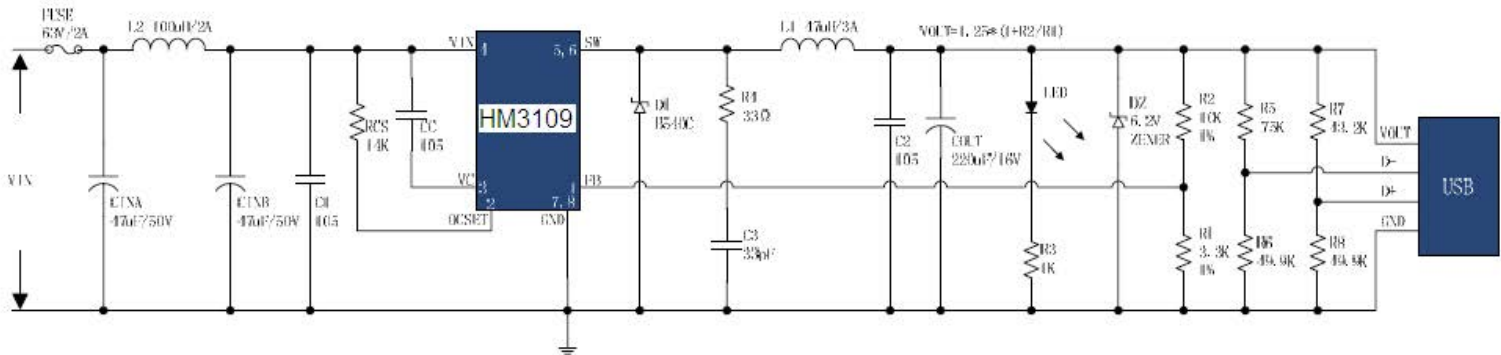 FUSE
63V/2A
L2 100uH/2A
VIN
CINA
47uF/50V
CINB
47uF/50V
C1
105
RCS
14K
CC
105
VIN 4
5,6 SW
HM3109
VC 3
1 FB
2
7,8
OCSET
GND
D1
B540C
R4
33Ω
C3
33pF
L1 47uH/3A
C2
105
COUT
220uF/16V
VOUT=1.25*(1+R2/R1)
LED
R3
1K
DZ
6.2V
ZENER
R2
10K
1%
R1
3.3K
1%
R5
75K
R6
49.9K
R7
43.2K
R8
49.9K
VOUT
D-
D+
GND
USB